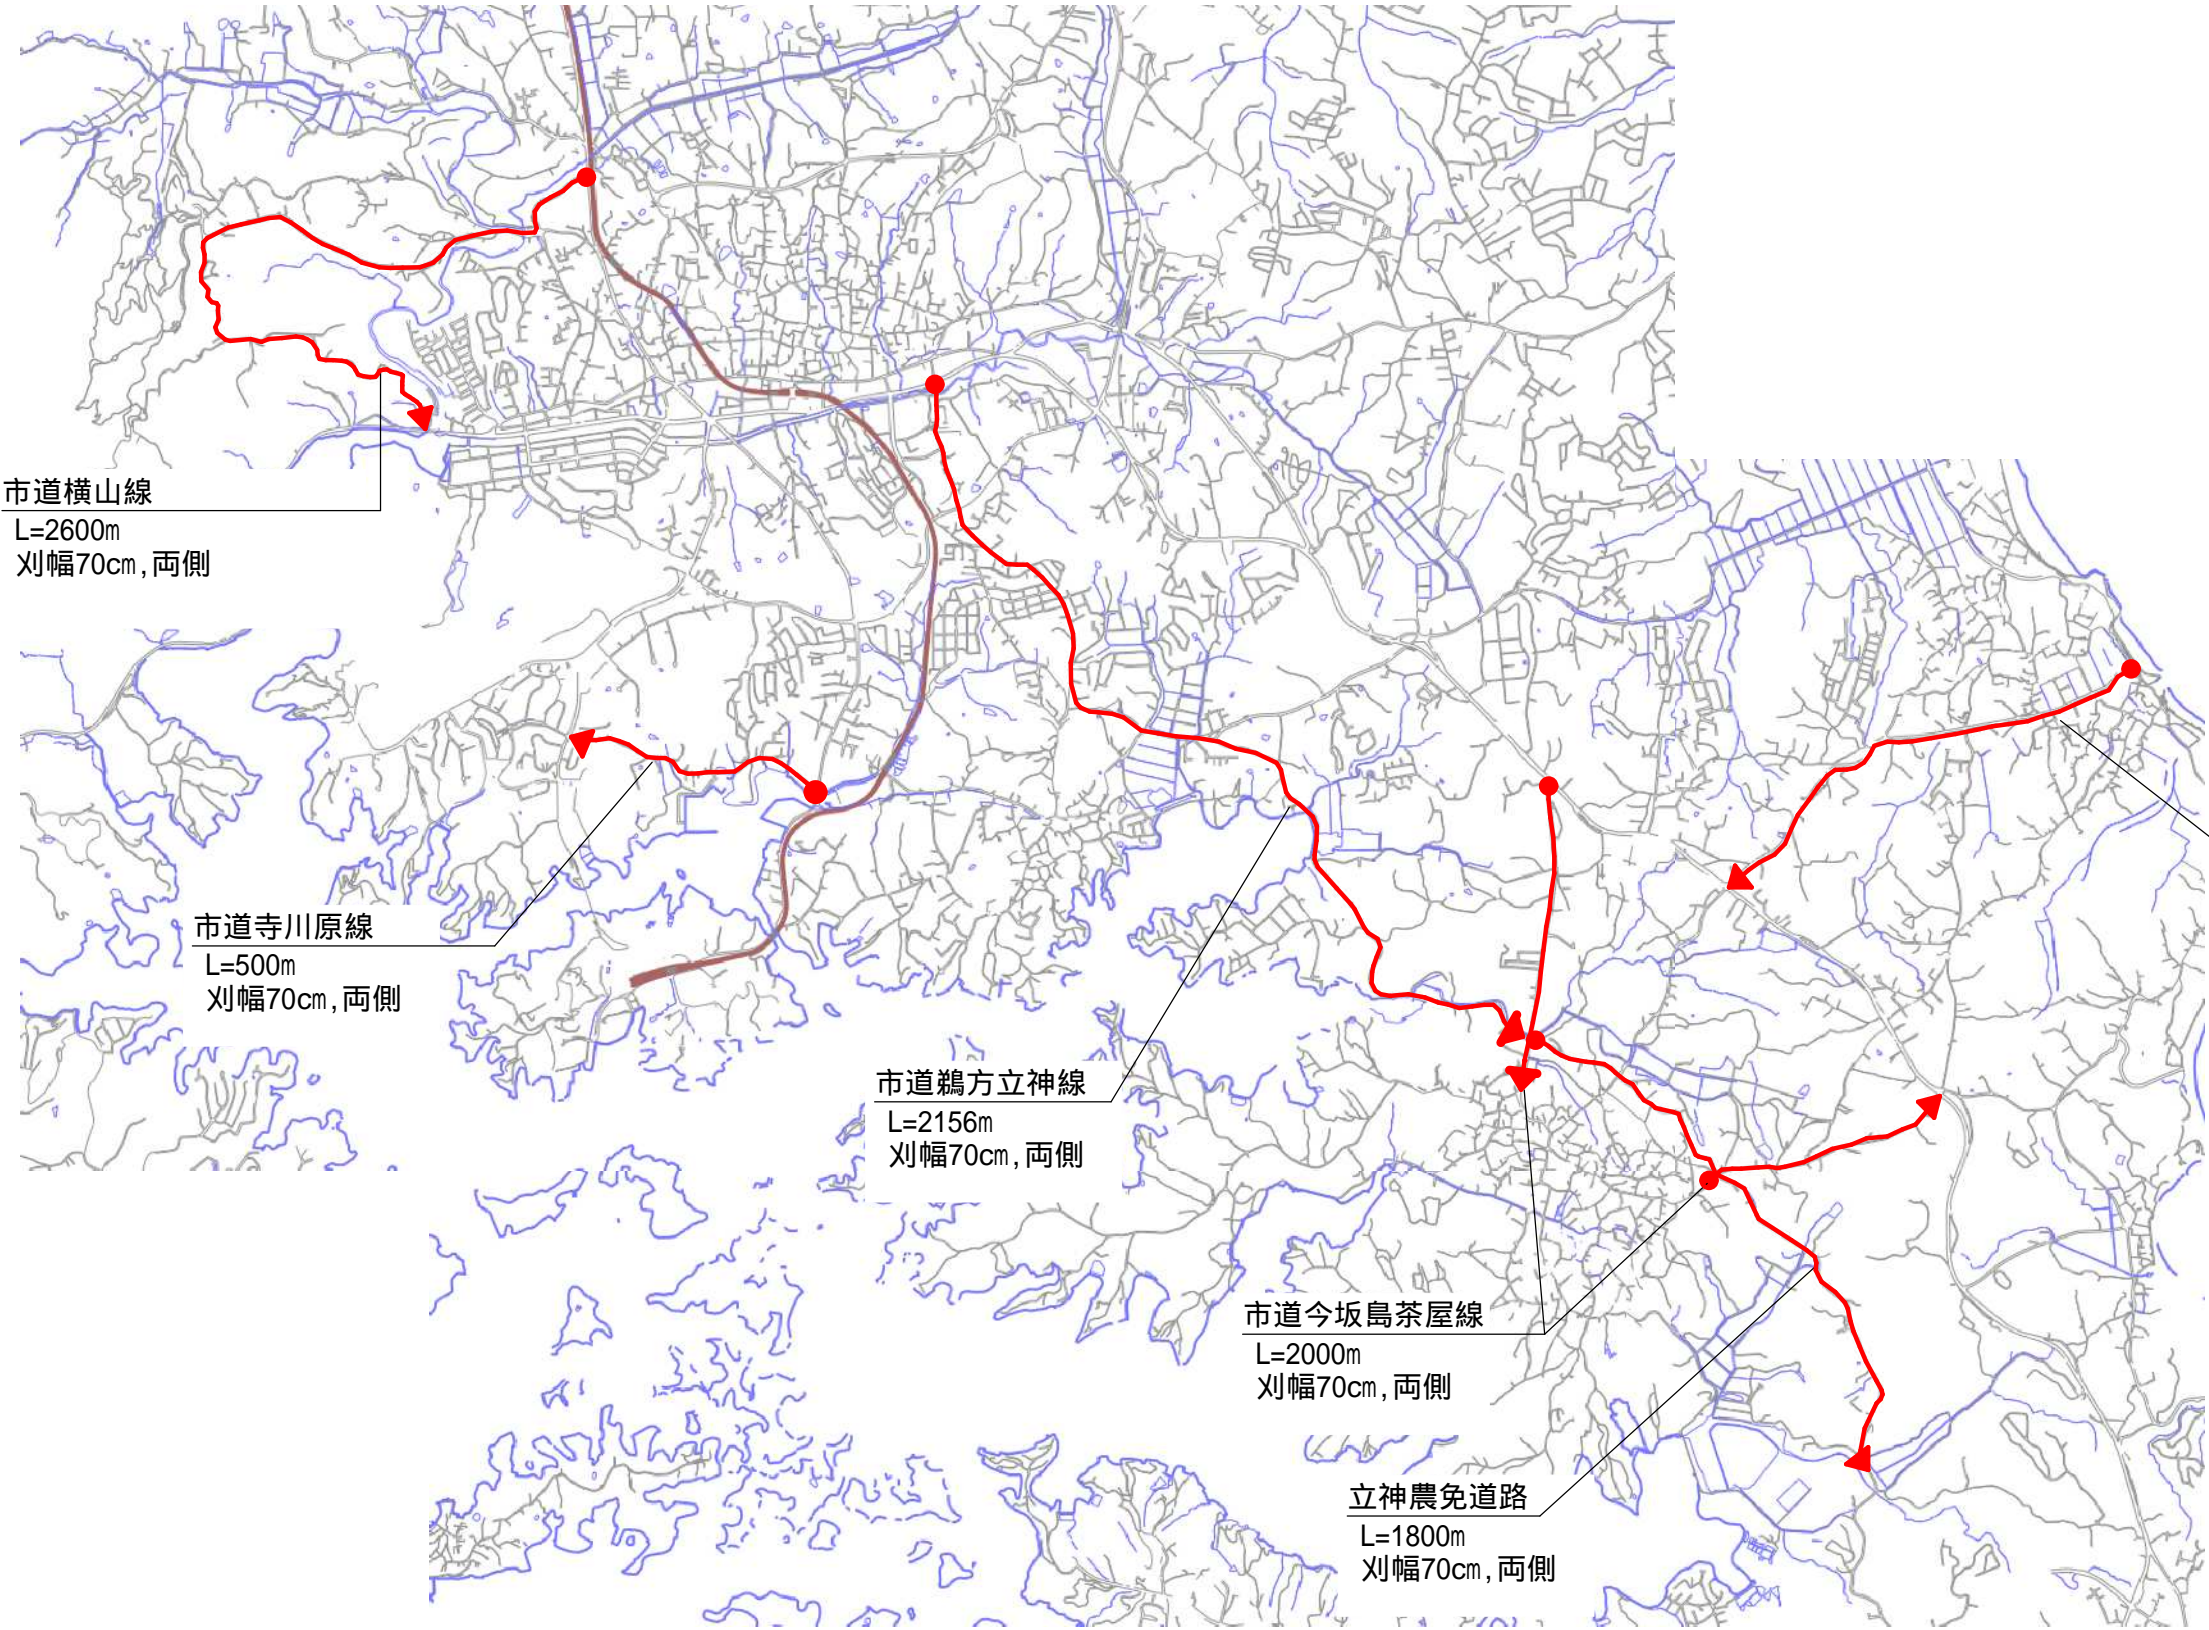 市道横山線
L=2600m
刈幅70cm,両側
市道寺川原線
L=500m
刈幅70cm,両側
市道鵜方立神線
L=2156m
刈幅70cm,両側
市道今坂島茶屋線
L=2000m
刈幅70cm,両側
立神農免道路
L=1800m
刈幅70cm,両側